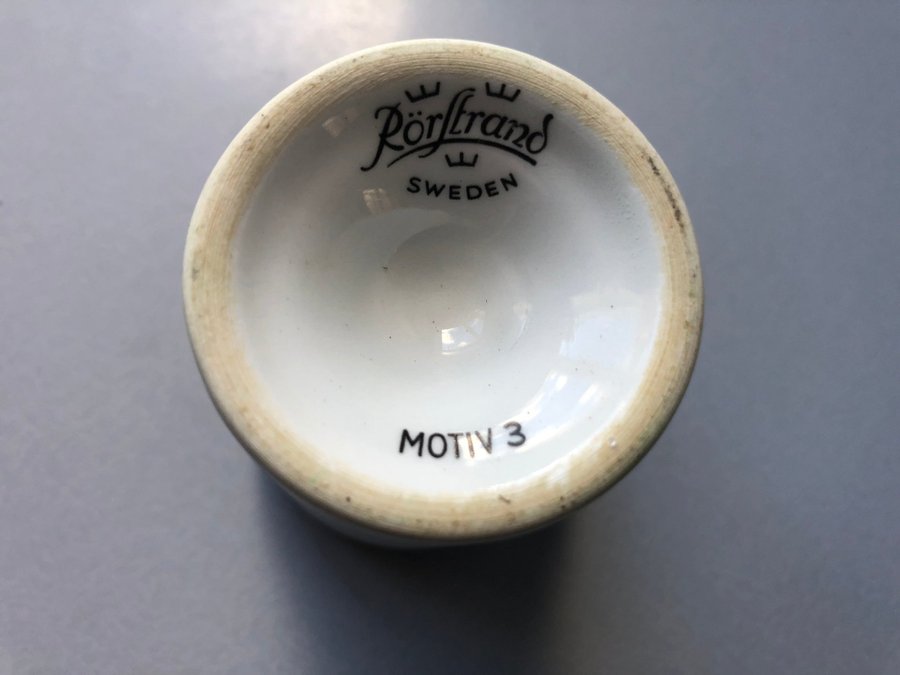 Rörstrand
SWEDEN
MOTIV 3